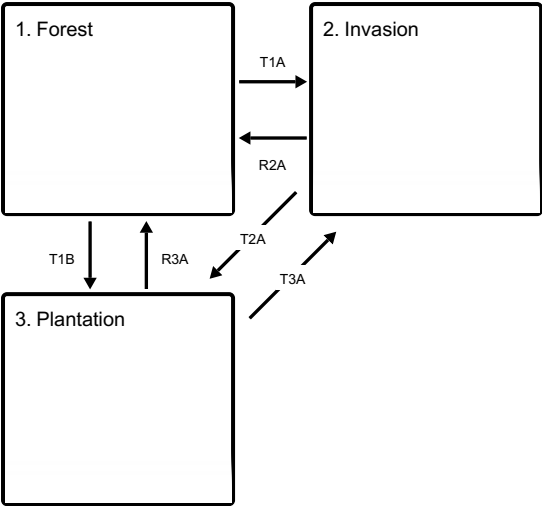 1. Forest
2. Invasion
T1A
R2A
T2A
T1B
R3A
T3A
3. Plantation